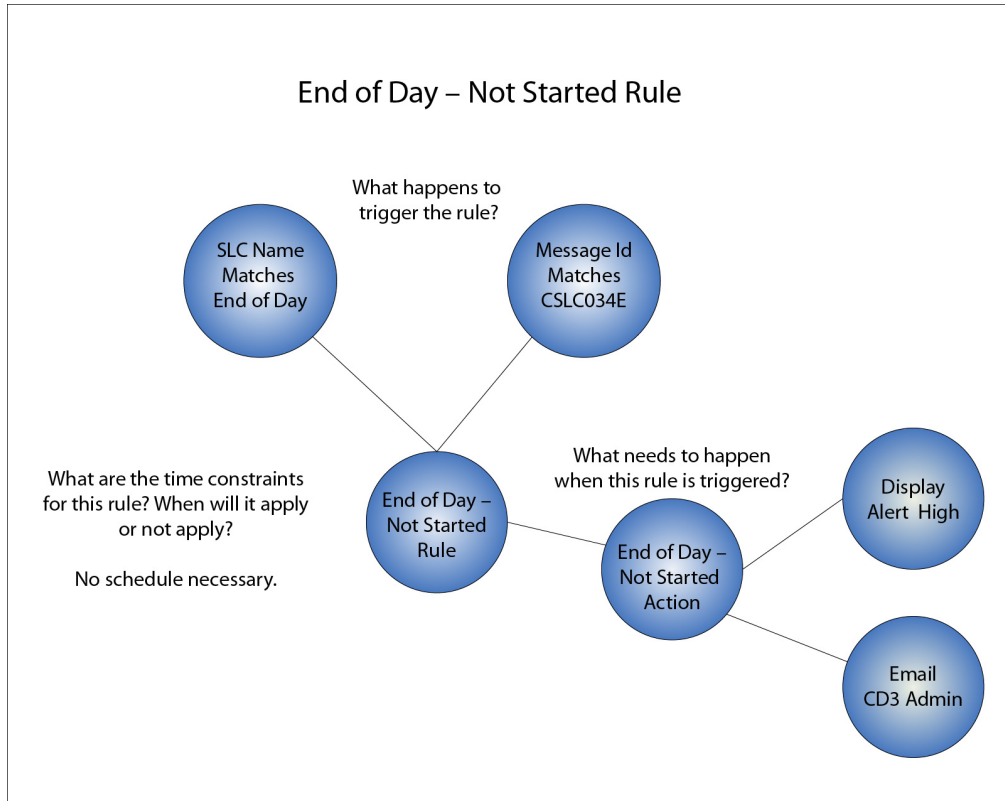 End of Day – Not Started Rule
What happens to
trigger the rule?
SLC Name
Matches
End of Day
Message Id
Matches
CSLC034E
What are the time constraints
for this rule? When will it apply
or not apply?
No schedule necessary.
End of Day –
Not Started
Rule
What needs to happen
when this rule is triggered?
End of Day –
Not Started
Action
Display
Alert High
Email
CD3 Admin